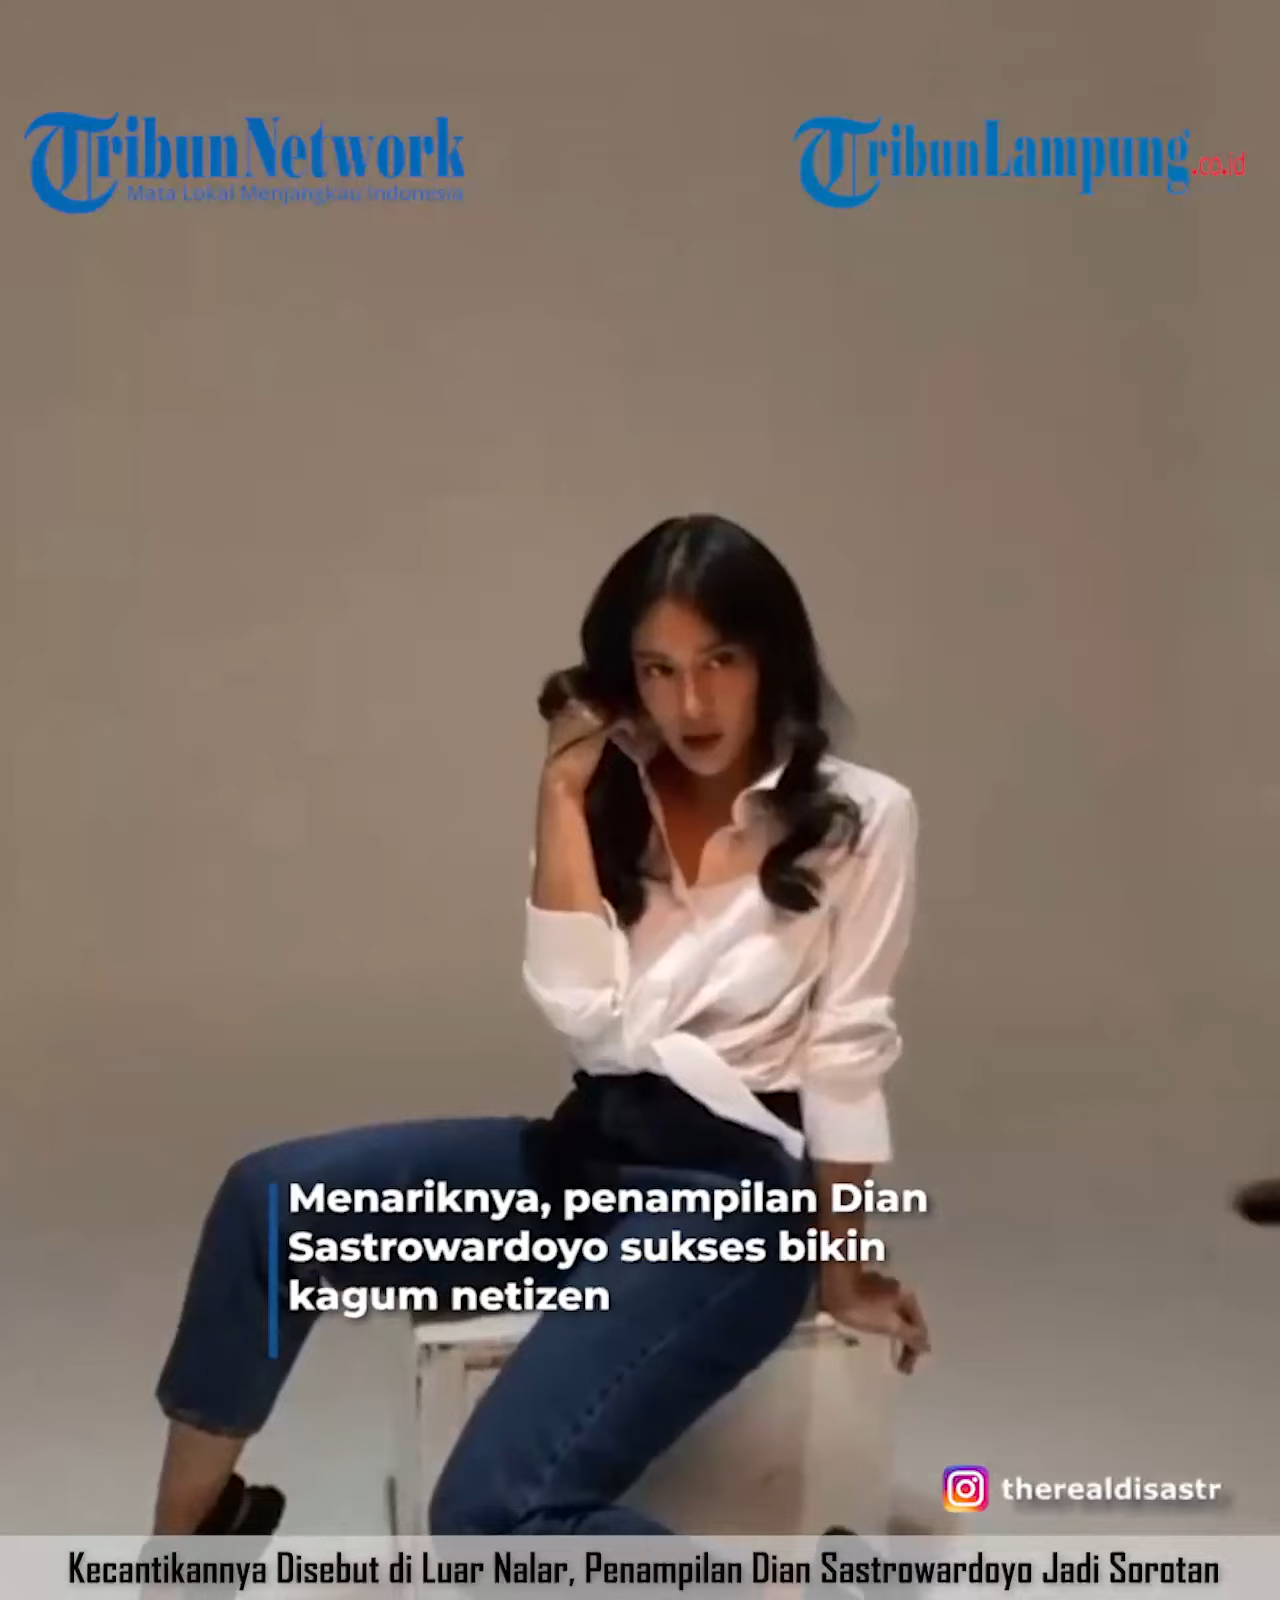 TribunNetwork
Mata Lokal Menjangkau Indonesia
TribunLampung.co.id
Menariknya, penampilan Dian
Sastrowardoyo sukses bikin
kagum netizen
therealdisastr
Kecantikannya Disebut di Luar Nalar, Penampilan Dian Sastrowardoyo Jadi Sorotan